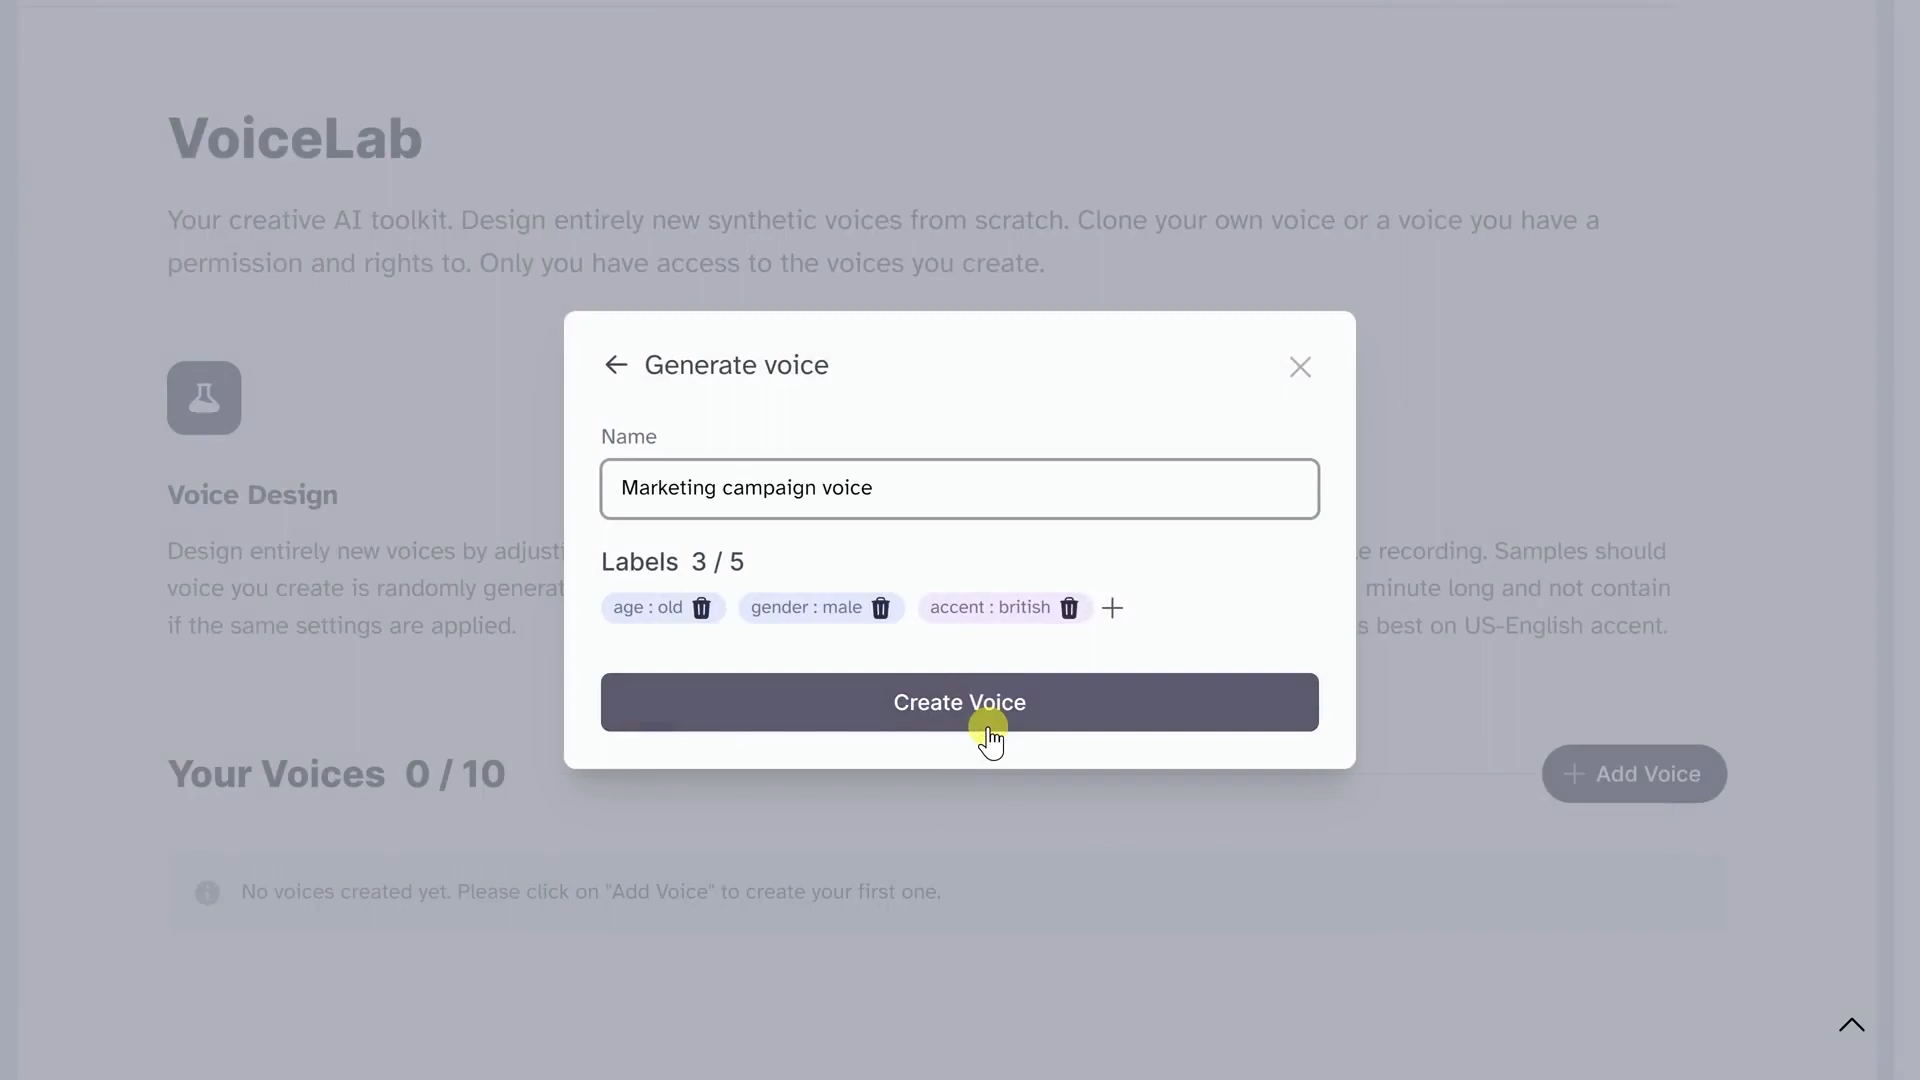 VoiceLab
Your creative AI toolkit. Design entirely new synthetic voices from scratch. Clone your own voice or a voice you have a
permission and rights to. Only you have access to the voices you create.
Generate voice
Name
Marketing campaign voice
Labels 3 / 5
age : old
gender : male
accent : british
Create Voice
Voice Design
Design entirely new voices by adjusti
voice you create is randomly generat
if the same settings are applied.
e recording. Samples should
minute long and not contain
s best on US-English accent.
Your Voices 0 / 10
Add Voice
No voices created yet. Please click on "Add Voice" to create your first one.